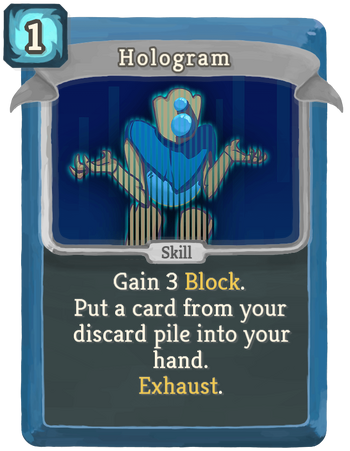 1
Hologram
Skill
Gain 3 Block.
Put a card from your
discard pile into your
hand.
Exhaust.